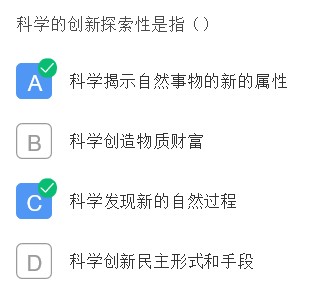 科学的创新探索性是指（）
A 科学揭示自然事物的新的属性
B 科学创造物质财富
C 科学发现新的自然过程
D 科学创新民主形式和手段